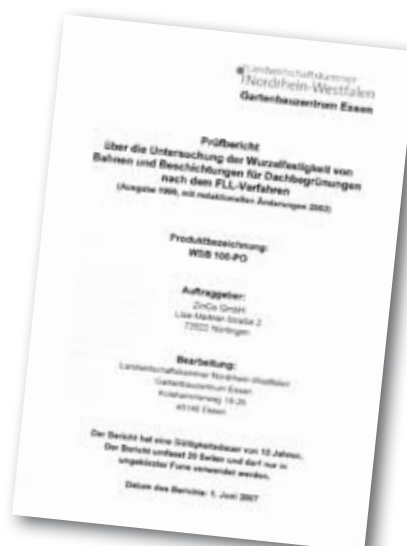 Landwirtschaftskammer
Nordrhein-Westfalen
Gartenbauzentrum Essen
Prüfbericht
über die Untersuchung der Wurzelfestigkeit von
Bahnen und Beschichtungen für Dachbegrünungen
nach dem FLL-Verfahren
(Ausgabe 1999, mit redaktionellen Änderungen 2002)
Produktbezeichnung:
WSB 100-PO
Auftraggeber:
ZinCo GmbH
Lise-Meitner-Straße 2
72622 Nürtingen
Bearbeitung:
Landwirtschaftskammer Nordrhein-Westfalen
Gartenbauzentrum Essen
45149 Essen
Der Bericht hat eine Gültigkeitsdauer von 10 Jahren.
Der Bericht umfasst 20 Seiten und darf nur in
ungekürzter Form verwendet werden.
Datum des Berichts: 1. Juni 2007